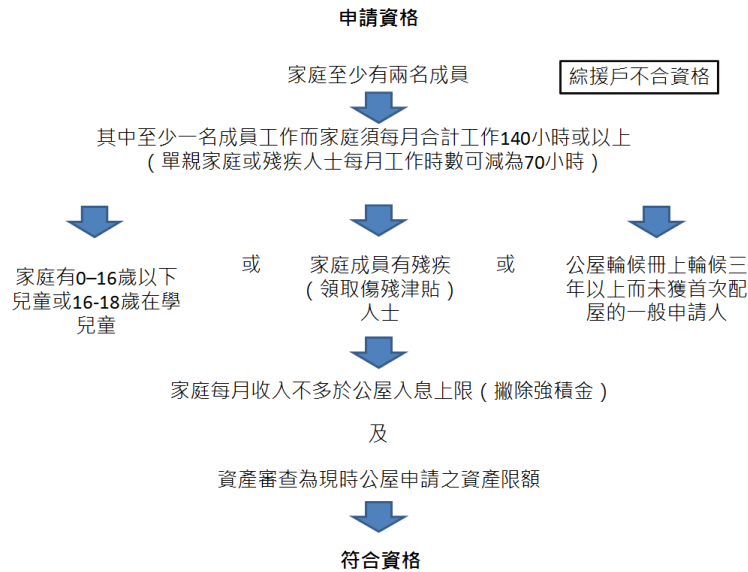 申請資格
家庭至少有兩名成員
綜援戶不合資格
其中至少一名成員工作而家庭須每月合計工作140小時或以上
(單親家庭或殘疾人士每月工作時數可減為70小時)
家庭有0–16歲以下
兒童或16-18歲在學
兒童
或
家庭成員有殘疾
(領取傷殘津貼)
人士
或
公屋輪候冊上輪候三
年以上而未獲首次配
屋的一般申請人
家庭每月收入不多於公屋入息上限(撇除強積金)
及
資產審查為現時公屋申請之資產限額
符合資格